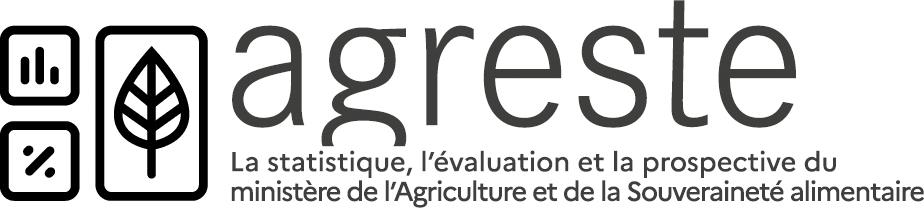 agreste
La statistique, l’évaluation et la prospective du
ministère de l’Agriculture et de la Souveraineté alimentaire
%